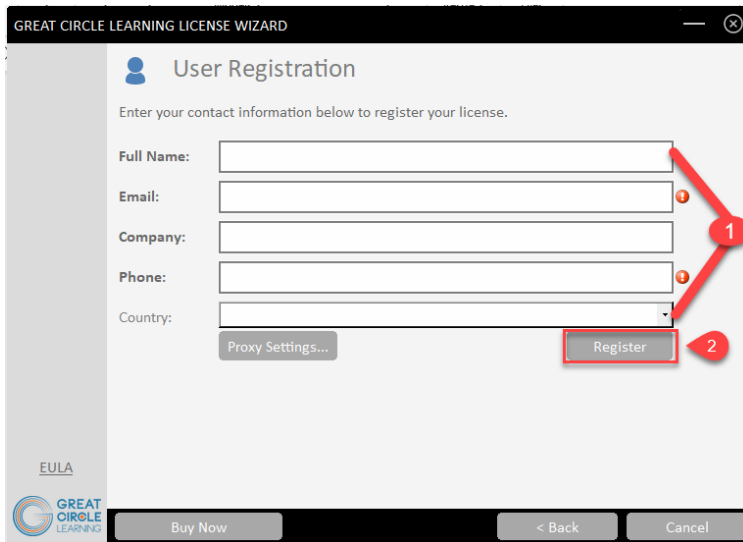 GREAT CIRCLE LEARNING LICENSE WIZARD
User Registration
Enter your contact information below to register your license.
Full Name:
Email:
1
Company:
Phone:
Country:
Proxy Settings...
Register
2
EULA
GREAT
CIRCLE
LEARNING
Buy Now
< Back
Cancel